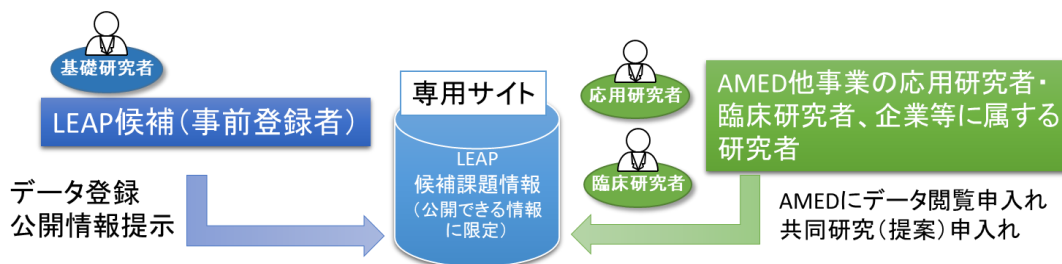 基礎研究者
LEAP候補（事前登録者）
データ登録
公開情報提示
専用サイト
LEAP
候補課題情報
（公開できる情報
に限定）
応用研究者
臨床研究者
AMED他事業の応用研究者・
臨床研究者、企業等に属する
研究者
AMEDにデータ閲覧申入れ
共同研究（提案）申入れ